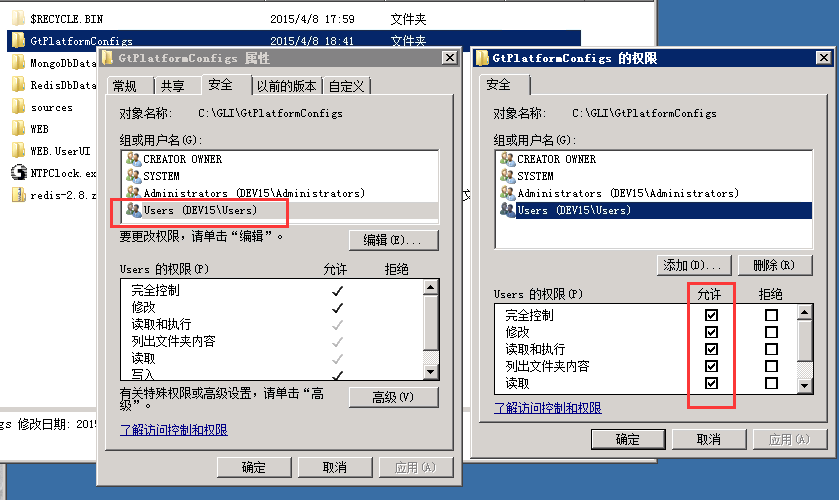 $RECYCLE.BIN 2015/4/8 17:59 文件夹
GtPlatformConfigs 2015/4/8 18:41 文件夹
MongoDbData
RedisDbData
sources
WEB
WEB.UserUI
NTPClock.ex
redis-2.8.z
文
gs 修改日期: 2015
GtPlatformConfigs 属性
常规 共享 安全 以前的版本 自定义
对象名称: C:\GLI\GtPlatformConfigs
组或用户名(G):
CREATOR OWNER
SYSTEM
Administrators (DEV15\Administrators)
Users (DEV15\Users)
要更改权限，请单击“编辑”。
编辑(E)...
Users 的权限(P) 允许 拒绝
完全控制
修改
读取和执行
列出文件夹内容
读取
写入
有关特殊权限或高级设置，请单击“高
级”。
高级(V)
了解访问控制和权限
确定 取消 应用(A)
GtPlatformConfigs 的权限
安全
对象名称: C:\GLI\GtPlatformConfigs
组或用户名(G):
CREATOR OWNER
SYSTEM
Administrators (DEV15\Administrators)
Users (DEV15\Users)
添加(D)... 删除(R)
Users 的权限(P) 允许 拒绝
完全控制
修改
读取和执行
列出文件夹内容
读取
了解访问控制和权限
确定 取消 应用(A)